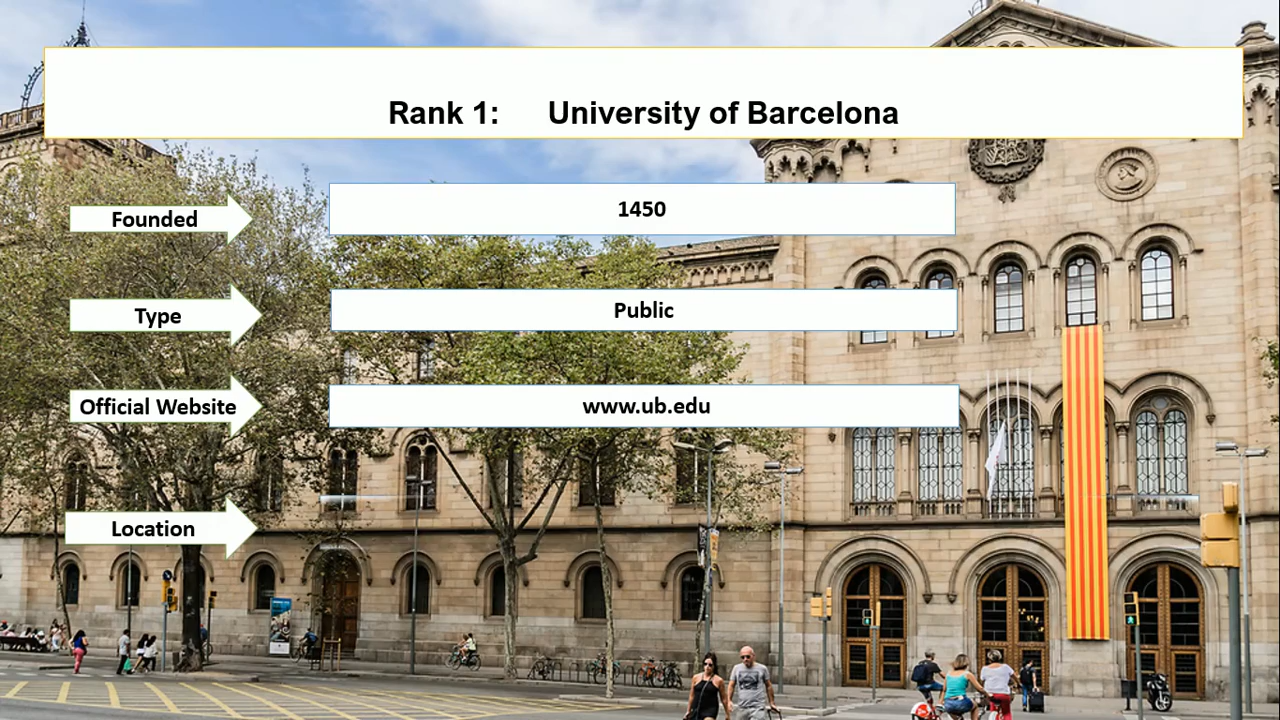 Rank 1: University of Barcelona
Founded
1450
Type
Public
Official Website
www.ub.edu
Location